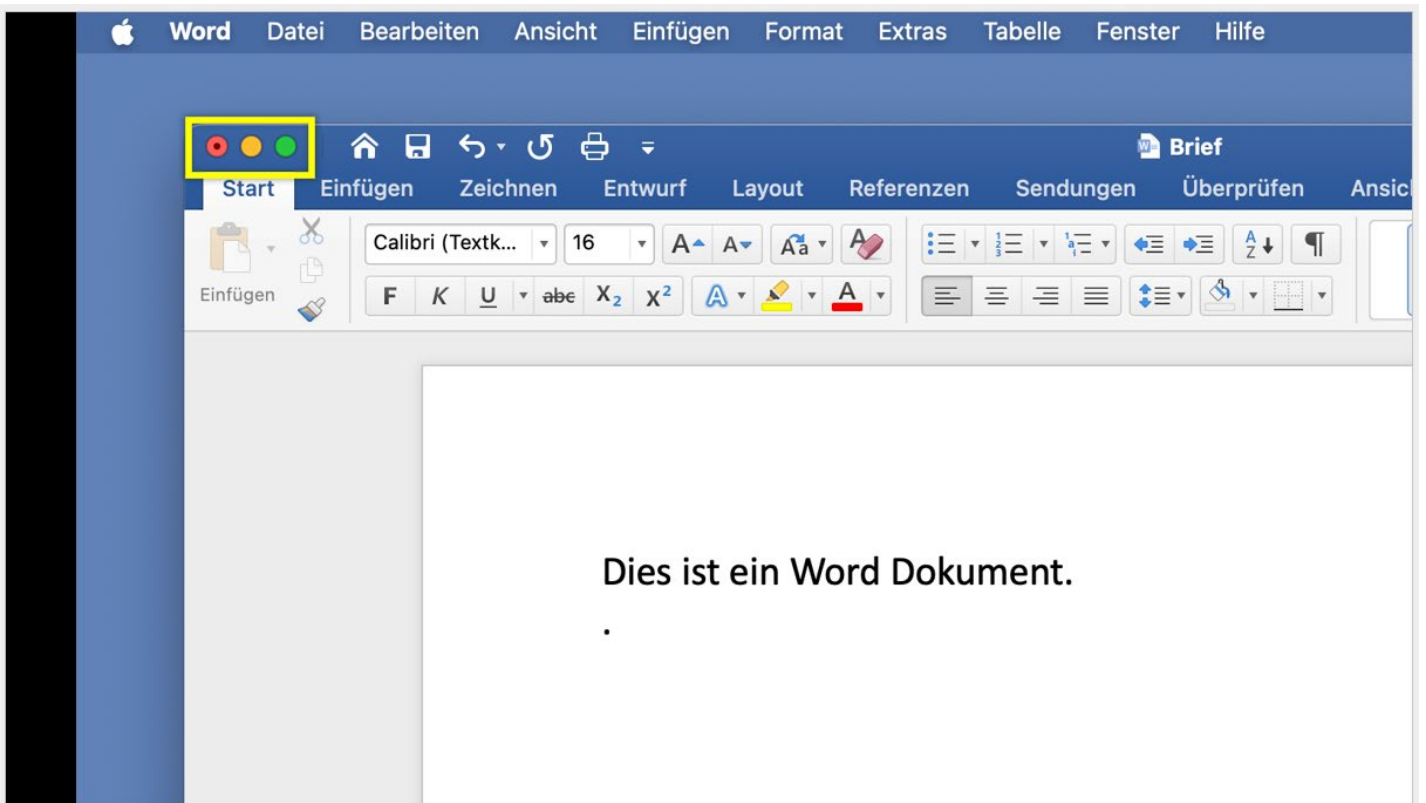 Word Datei Bearbeiten Ansicht Einfügen Format Extras Tabelle Fenster Hilfe
Brief
Start Einfügen Zeichnen Entwurf Layout Referenzen Sendungen Überprüfen Ansic
Calibri (Textk... 16
Einfügen
F K U abc X₂ X²
Dies ist ein Word Dokument.
.